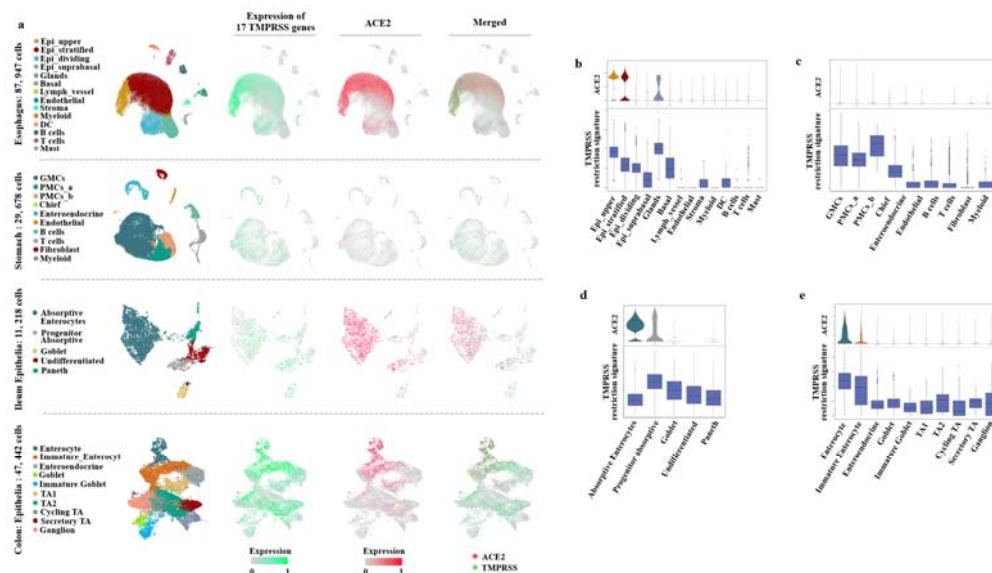 a
Expression of
17 TMPRSS genes
ACE2
Merged
Esophagus: 87, 947 cells
Epi_upper
Epi_stratified
Epi_dividing
Epi_suprabasal
Glands
Basal
Lymph_vessel
Endothelial
Stroma
Myeloid
DC
B cells
T cells
Mast
Stomach : 29, 678 cells
GMCs
PMCs_a
PMCs_b
Chief
Enteroendocrine
Endothelial
B cells
T cells
Fibroblast
Myeloid
Ileum Epithelia: 11, 218 cells
Absorptive
Enterocytes
Progenitor
Absorptive
Goblet
Undifferentiated
Paneth
Colon: Epithelia : 47, 442 cells
Enterocyte
Immature_Enterocyt
Enteroendocrine
Goblet
Immature Goblet
TA1
TA2
Cycling TA
Secretory TA
Ganglion
Expression
0 1
Expression
0 1
ACE2
TMPRSS
b
ACE2
TMPRSS
restriction signature
Epi_upper
Epi_stratified
Epi_dividing
Epi_suprabasal
Glands
Basal
Lymph_vessel
Endothelial
Stroma
Myeloid
DC
B cells
T cells
Mast
c
ACE2
TMPRSS
restriction signature
GMCs
PMCs_a
PMCs_b
Chief
Enteroendocrine
Endothelial
B cells
T cells
Fibroblast
Myeloid
d
ACE2
TMPRSS
restriction signature
Absorptive Enterocytes
Progenitor absorptive
Goblet
Undifferentiated
Paneth
e
ACE2
TMPRSS
restriction signature
Enterocyte
Immature Enterocyte
Enteroendocrine
Goblet
Immature Goblet
TA1
TA2
Cycling TA
Secretory TA
Ganglion